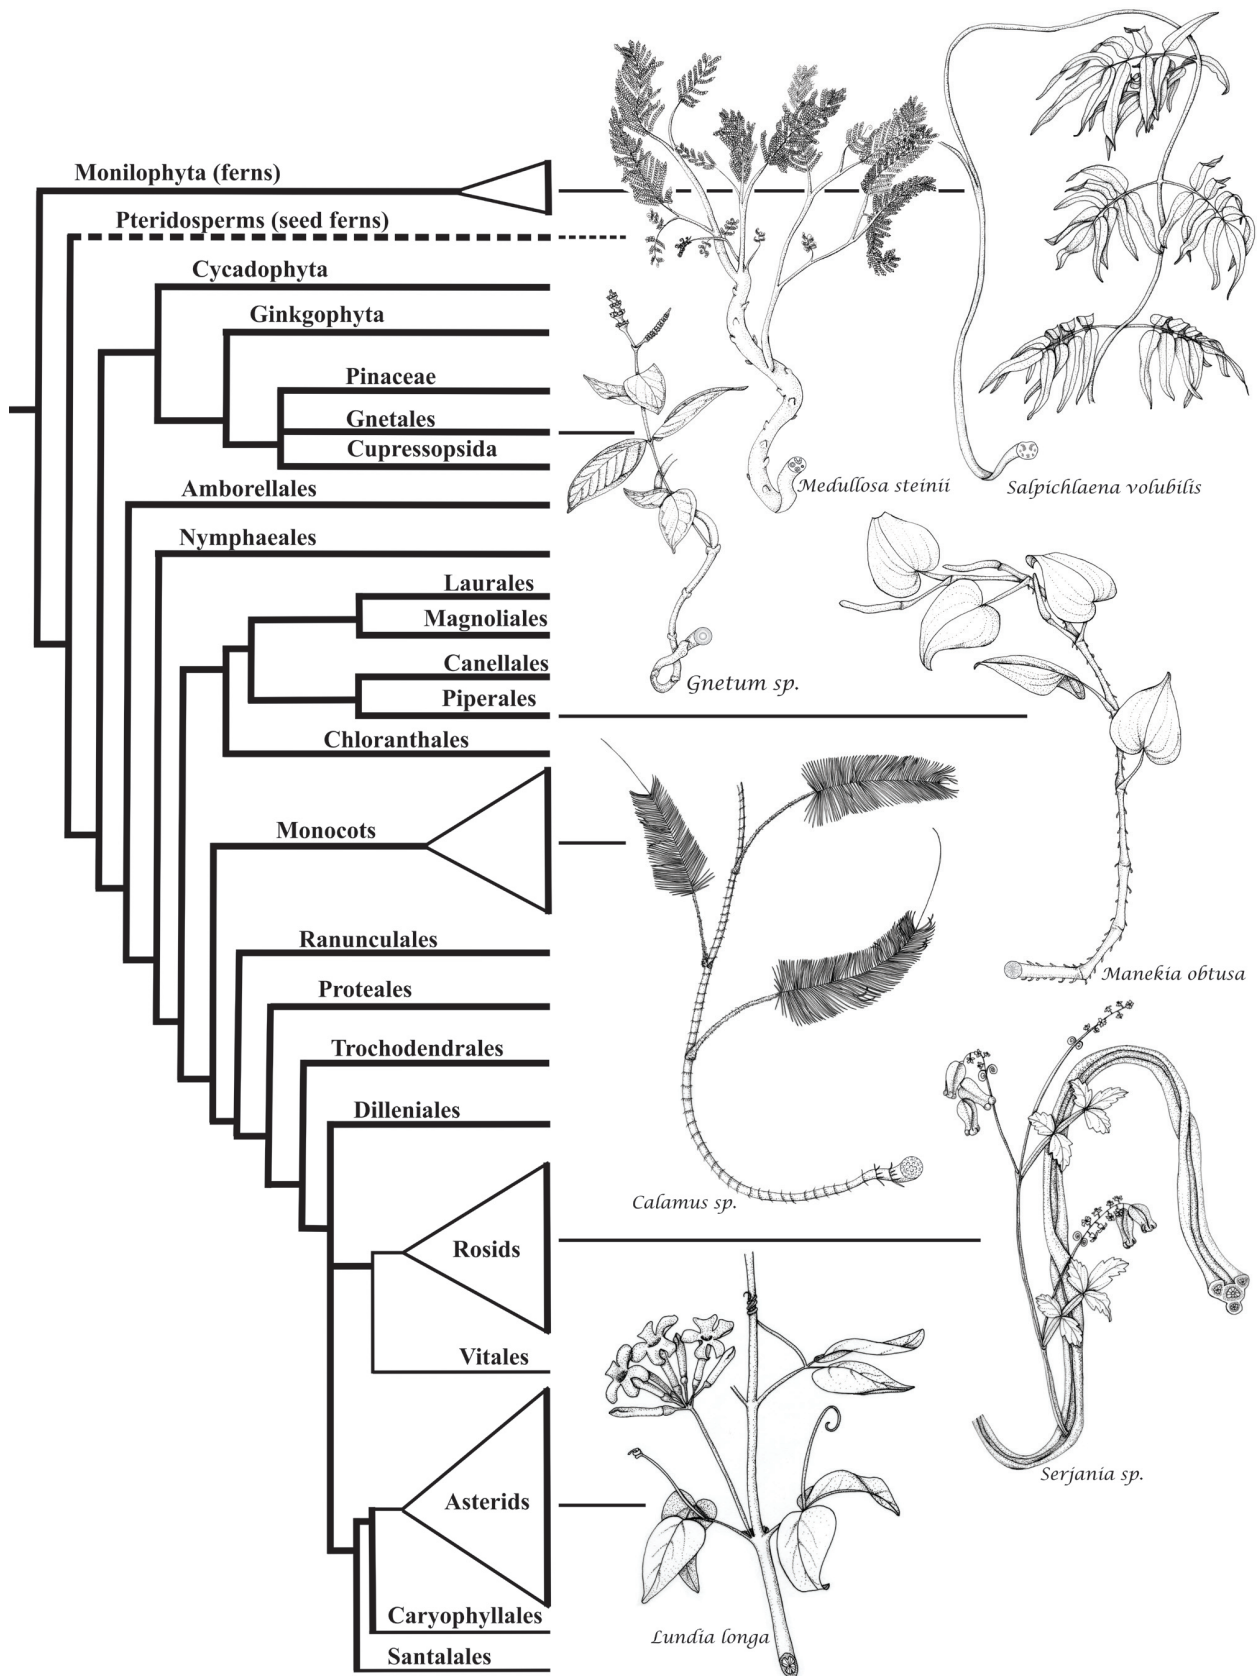 Monilophyta (ferns)
Pteridosperms (seed ferns)
Cycadophyta
Ginkgophyta
Pinaceae
Gnetales
Cupressopsida
Medullosa steinii
Salpichlaena volubilis
Amborellales
Nymphaeales
Laurales
Magnoliales
Canellales
Piperales
Gnetum sp.
Chloranthales
Monocots
Ranunculales
Manekia obtusa
Proteales
Trochodendrales
Dilleniales
Calamus sp.
Rosids
Vitales
Serjania sp.
Asterids
Caryophyllales
Lundia longa
Santalales